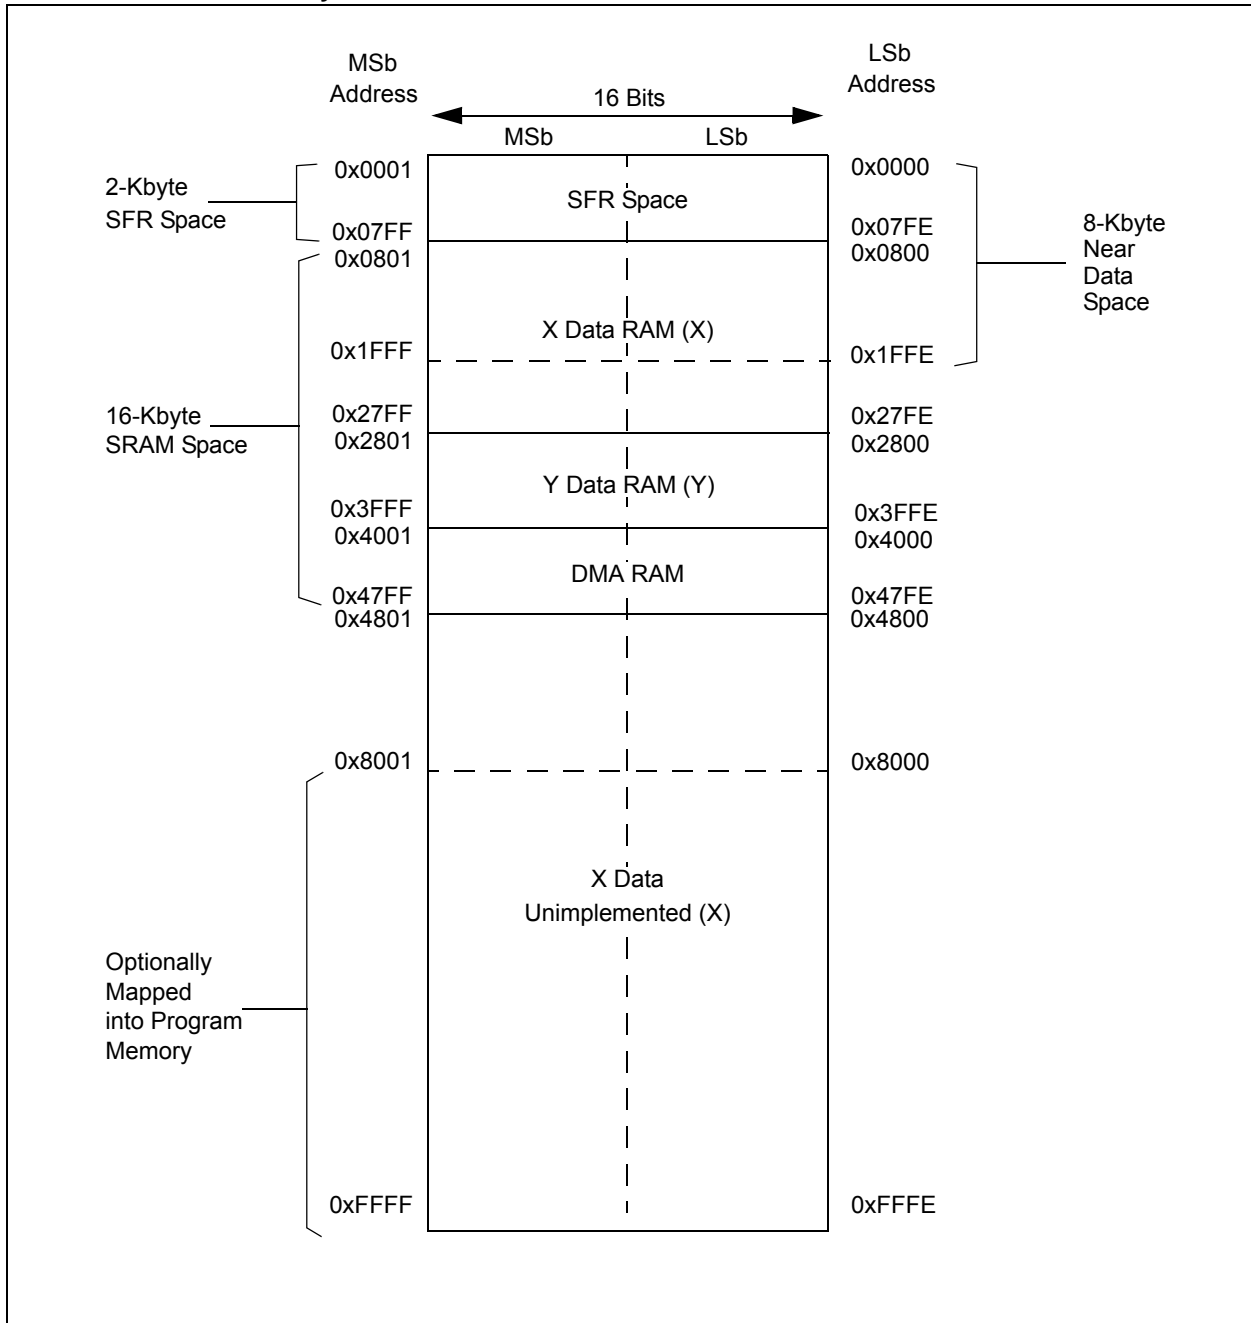 MSb
Address
LSb
Address
16 Bits
MSb
LSb
2-Kbyte
SFR Space
0x0001
SFR Space
0x0000
0x07FF
0x07FE
0x0801
0x0800
8-Kbyte
Near
Data
Space
X Data RAM (X)
0x1FFF
0x1FFE
16-Kbyte
SRAM Space
0x27FF
0x27FE
0x2801
0x2800
Y Data RAM (Y)
0x3FFF
0x3FFE
0x4001
0x4000
DMA RAM
0x47FF
0x47FE
0x4801
0x4800
0x8001
0x8000
X Data
Unimplemented (X)
Optionally
Mapped
into Program
Memory
0xFFFF
0xFFFE